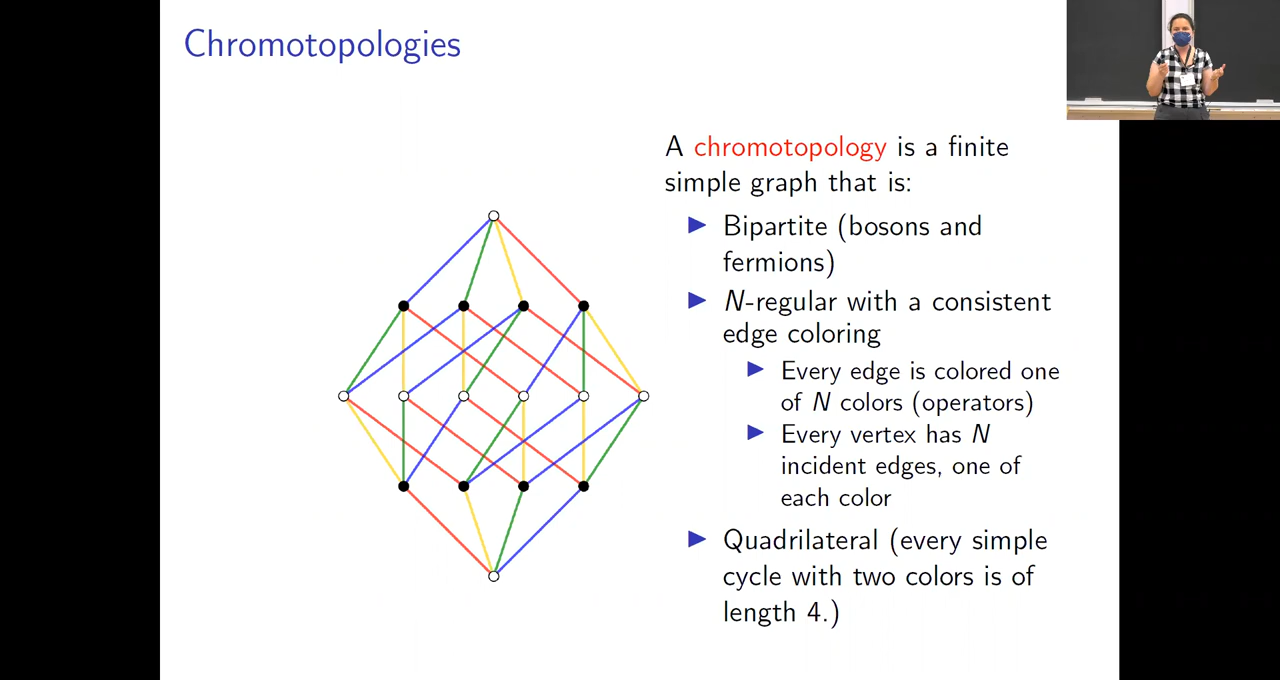 Chromotopologies
A chromotopology is a finite
simple graph that is:
▶ Bipartite (bosons and
fermions)
▶ N-regular with a consistent
edge coloring
▶ Every edge is colored one
of N colors (operators)
▶ Every vertex has N
incident edges, one of
each color
▶ Quadrilateral (every simple
cycle with two colors is of
length 4.)